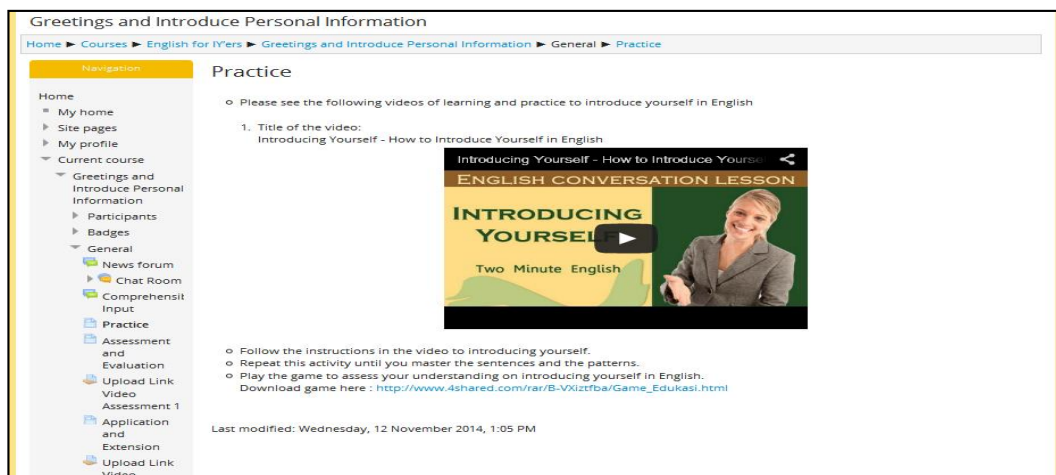 Greetings and Introduce Personal Information
Home ► Courses ► English for IY'ers ► Greetings and Introduce Personal Information ► General ► Practice
Navigation
Home
My home
Site pages
My profile
Current course
Greetings and
Introduce Personal
Information
Participants
Badges
General
News forum
Chat Room
Comprehensit
Input
Practice
Assessment
and
Evaluation
Upload Link
Video
Assessment 1
Application
and
Extension
Upload Link
Video
Practice
Please see the following videos of learning and practice to introduce yourself in English
1. Title of the video:
Introducing Yourself - How to Introduce Yourself in English
Introducing Yourself - How to Introduce Yourse
ENGLISH CONVERSATION LESSON
INTRODUCING
YOURSELF
Two Minute English
Follow the instructions in the video to introducing yourself.
Repeat this activity until you master the sentences and the patterns.
Play the game to assess your understanding on introducing yourself in English.
Download game here : http://www.4shared.com/rar/B-VXiztfba/Game_Edukasi.html
Last modified: Wednesday, 12 November 2014, 1:05 PM